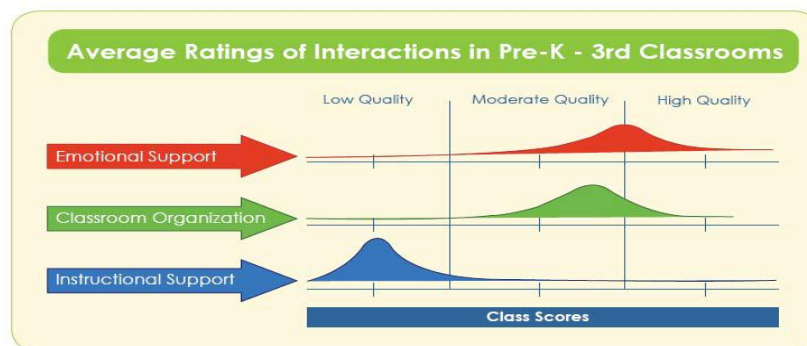 Average Ratings of Interactions in Pre-K - 3rd Classrooms
Low Quality
Moderate Quality
High Quality
Emotional Support
Classroom Organization
Instructional Support
Class Scores